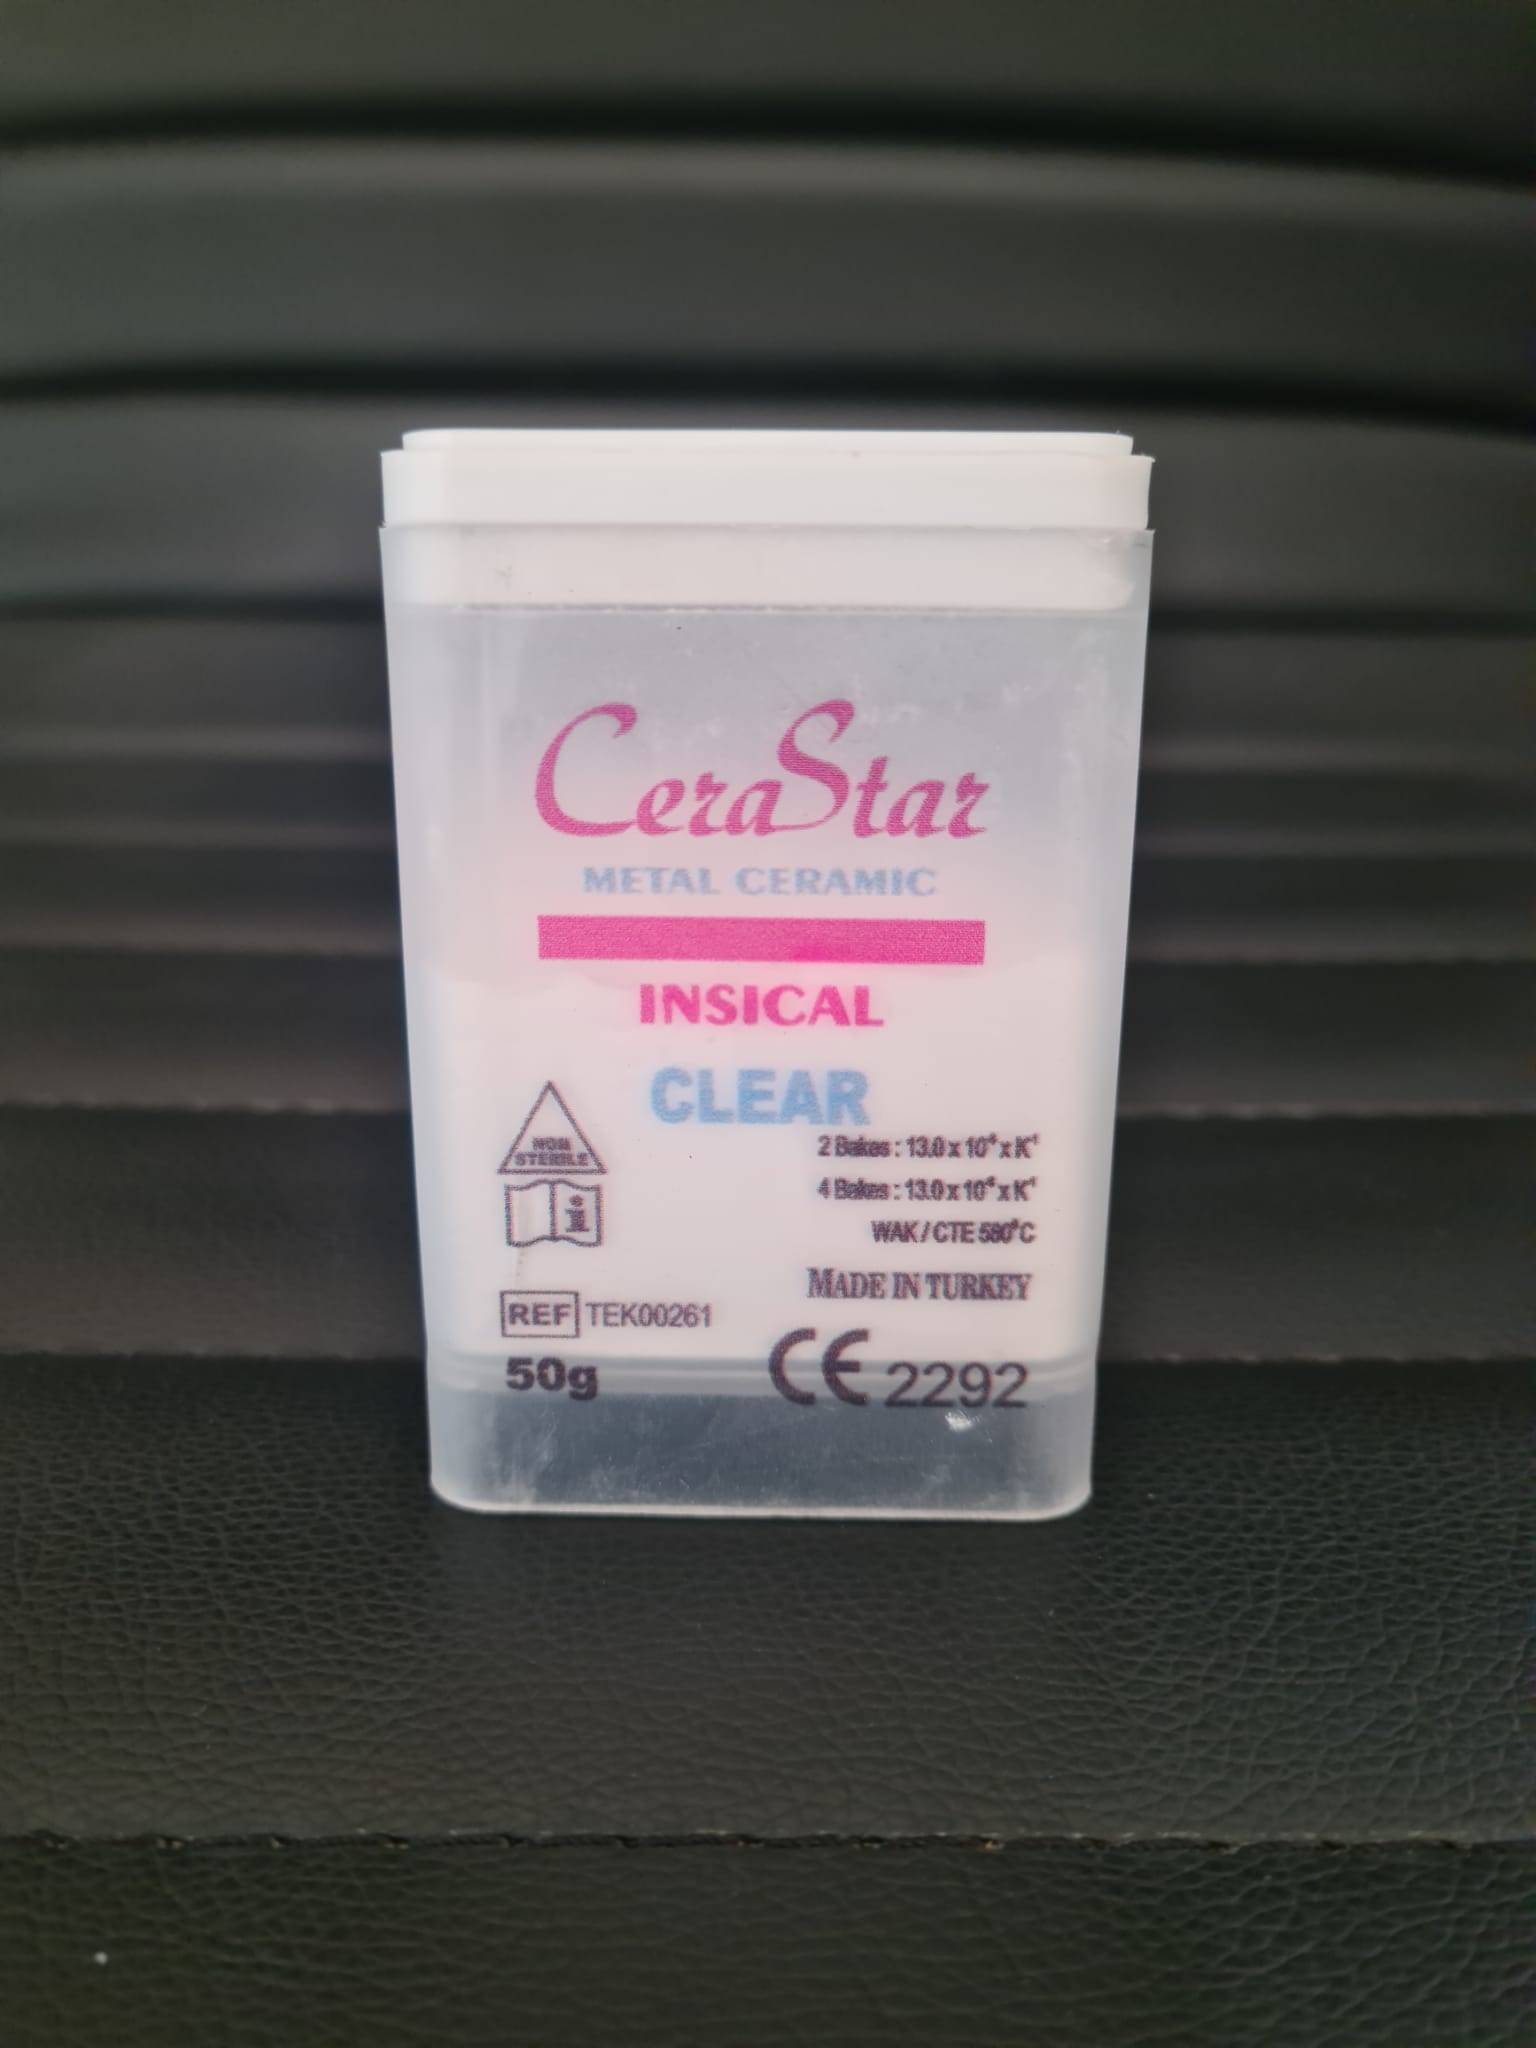 CeraStar
METAL CERAMIC
INSICAL
CLEAR
NON
STERILE
2 Bakes : 13.0 x 10⁻⁶ x K⁻¹
4 Bakes : 13.0 x 10⁻⁶ x K⁻¹
WAK / CTE 580°C
MADE IN TURKEY
REF TEK00261
50g
CE 2292